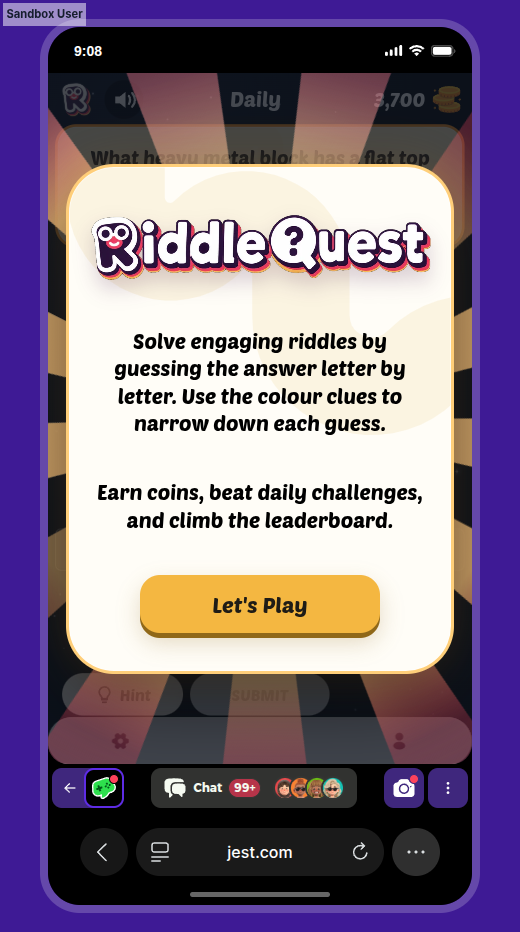 Sandbox User
9:08
Daily
3,700
What heavy metal block has a flat top
Riddle Quest
Solve engaging riddles by
guessing the answer letter by
letter. Use the colour clues to
narrow down each guess.
Earn coins, beat daily challenges,
and climb the leaderboard.
Let's Play
Hint
SUBMIT
Chat 99+
jest.com